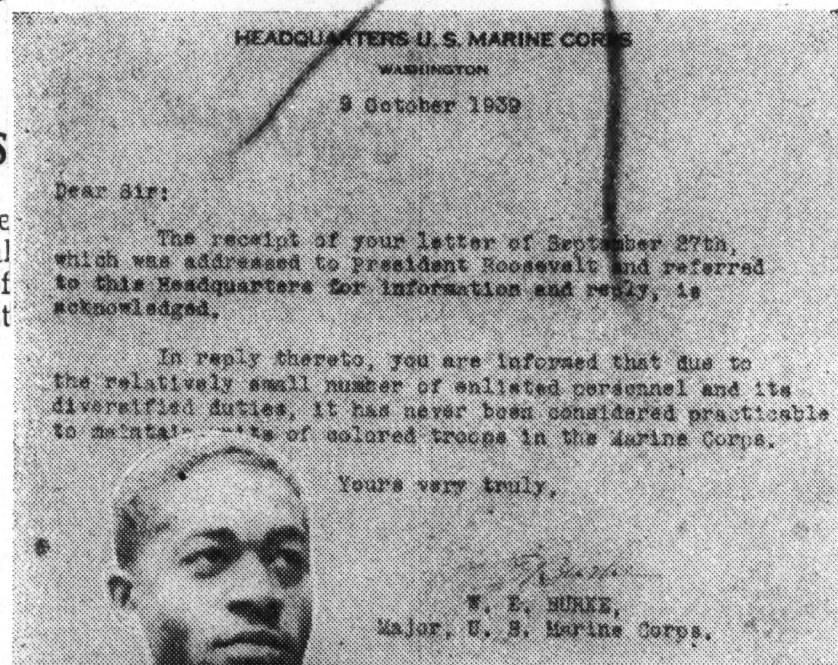 HEADQUARTERS U. S. MARINE CORPS
WASHINGTON
9 October 1939
Dear Sir:
The receipt of your letter of September 27th,
which was addressed to President Roosevelt and referred
to this Headquarters for information and reply, is
acknowledged.
In reply thereto, you are informed that due to
the relatively small number of enlisted personnel and its
diversified duties, it has never been considered practicable
to maintain units of colored troops in the Marine Corps.
Yours very truly,
W. E. BURKE,
Major, U. S. Marine Corps.